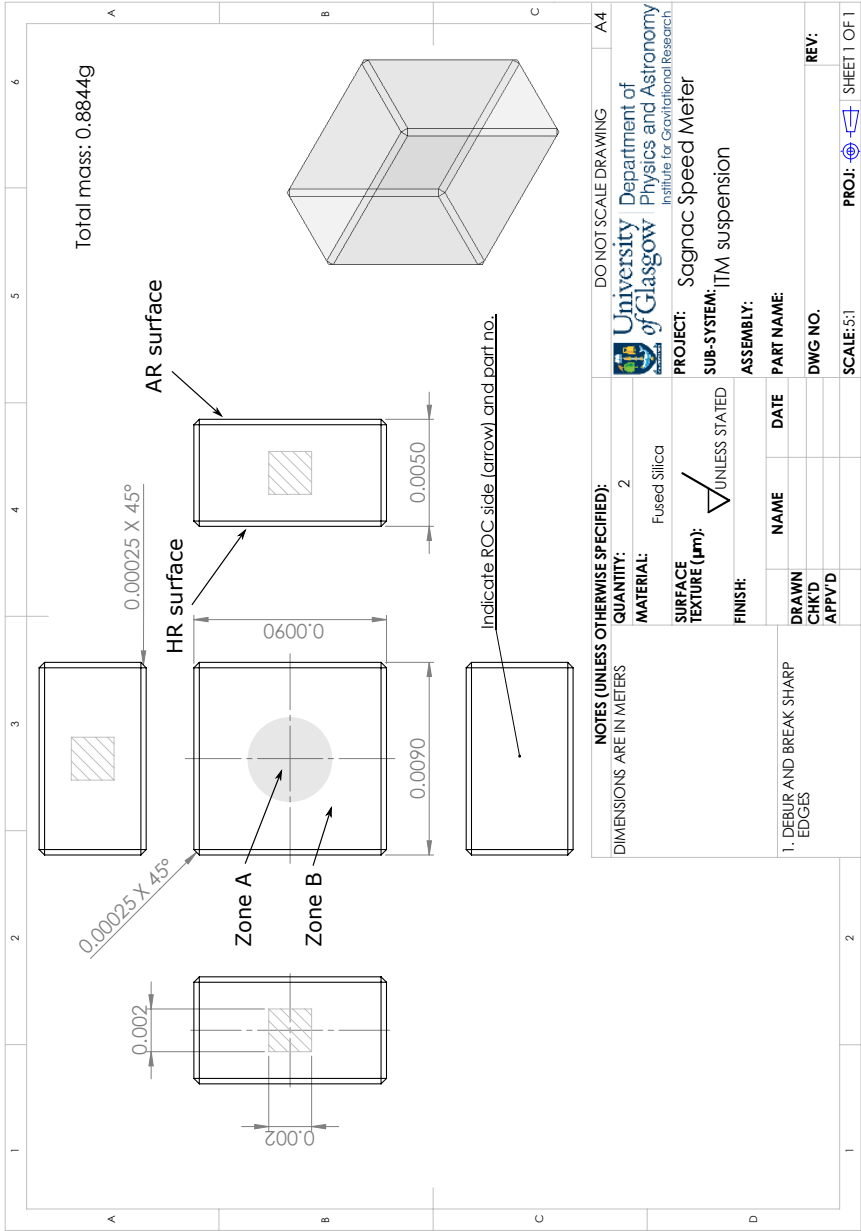 1
2
3
4
5
6
A
B
C
D
A
B
C
1
2
Total mass: 0.8844g
0.00025 X 45°
0.00025 X 45°
0.002
0.002
Zone A
Zone B
HR surface
AR surface
0.0090
0.0090
0.0050
Indicate ROC side (arrow) and part no.
NOTES (UNLESS OTHERWISE SPECIFIED):
DIMENSIONS ARE IN METERS
1. DEBUR AND BREAK SHARP
EDGES
QUANTITY: 2
MATERIAL:
Fused Silica
SURFACE
TEXTURE (µm):
UNLESS STATED
FINISH:
NAME DATE
DRAWN
CHK'D
APPV'D
DO NOT SCALE DRAWING A4
University
of Glasgow
Department of
Physics and Astronomy
Institute for Gravitational Research
PROJECT: Sagnac Speed Meter
SUB-SYSTEM: ITM suspension
ASSEMBLY:
PART NAME:
DWG NO. REV:
SCALE:5:1 PROJ: SHEET 1 OF 1